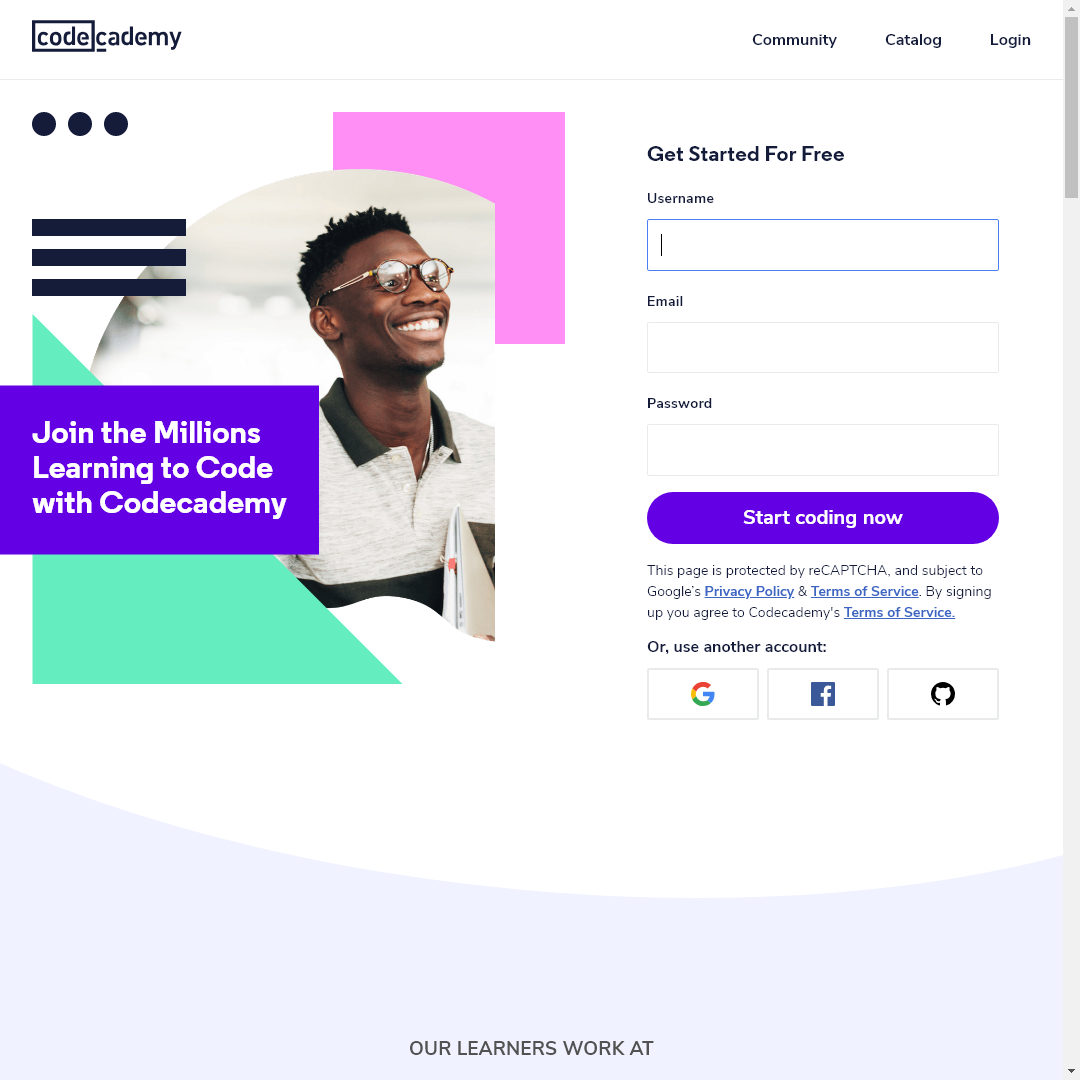 codecademy
Community
Catalog
Login
Get Started For Free
Username
Email
Password
Join the Millions
Learning to Code
with Codecademy
Start coding now
This page is protected by reCAPTCHA, and subject to
Google's Privacy Policy & Terms of Service. By signing
up you agree to Codecademy's Terms of Service.
Or, use another account:
OUR LEARNERS WORK AT